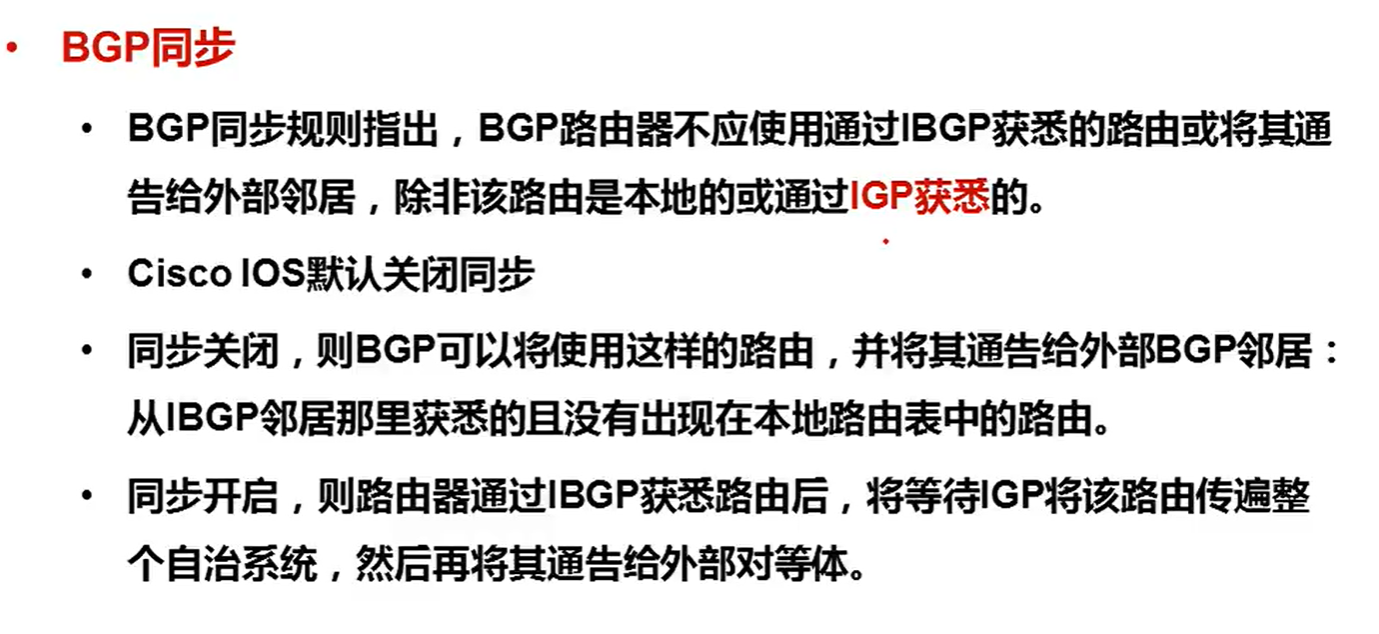 • BGP同步
• BGP同步规则指出，BGP路由器不应使用通过IBGP获悉的路由或将其通
告给外部邻居，除非该路由是本地的或通过IGP获悉的。
• Cisco IOS默认关闭同步
• 同步关闭，则BGP可以将使用这样的路由，并将其通告给外部BGP邻居：
从IBGP邻居那里获悉的且没有出现在本地路由表中的路由。
• 同步开启，则路由器通过IBGP获悉路由后，将等待IGP将该路由传遍整
个自治系统，然后再将其通告给外部对等体。